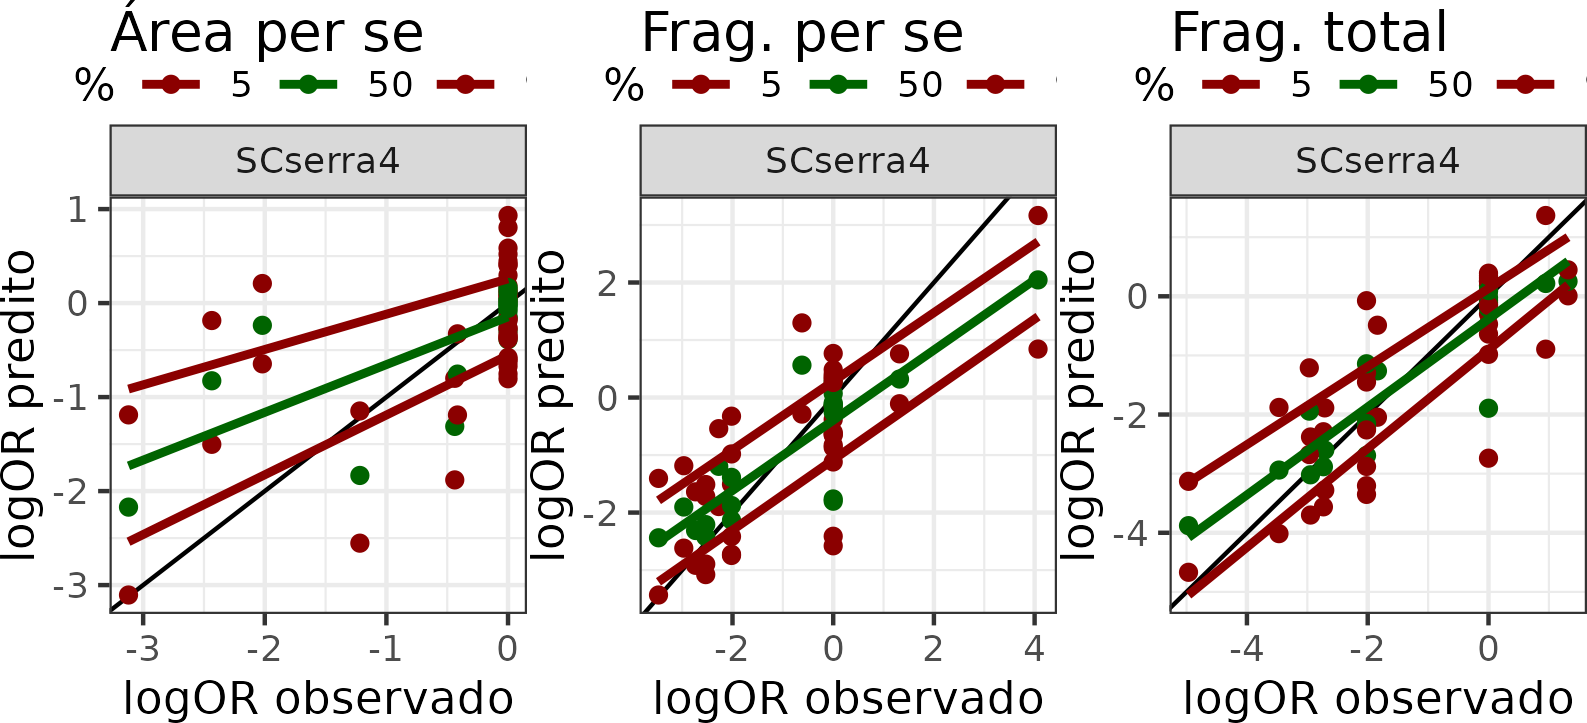 Área per se
% 5 50
SCserra4
1
0
-1
-2
-3
-3 -2 -1 0
logOR predito
logOR observado
Frag. per se
% 5 50
SCserra4
2
0
-2
-2 0 2 4
logOR predito
logOR observado
Frag. total
% 5 50
SCserra4
0
-2
-4
-4 -2 0
logOR predito
logOR observado